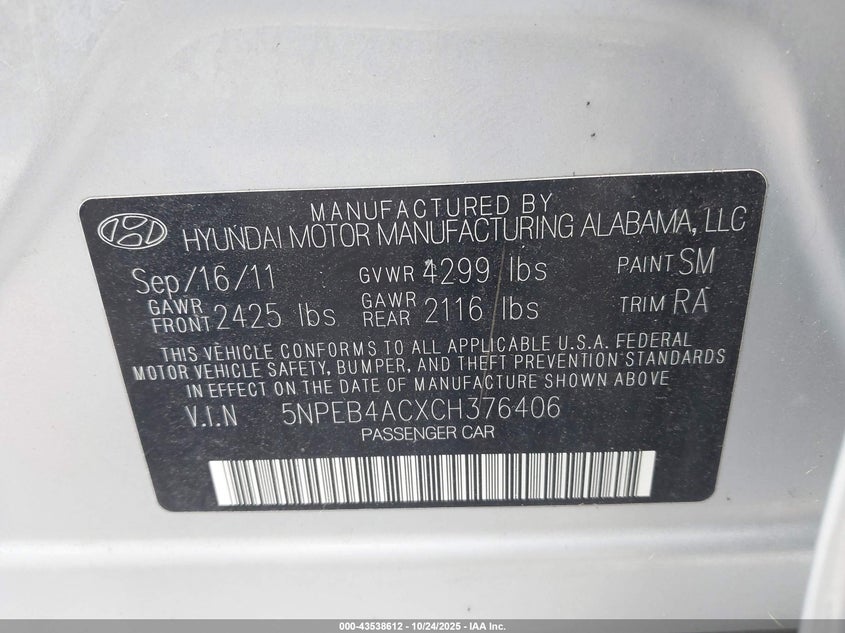 MANUFACTURED BY
HYUNDAI MOTOR MANUFACTURING ALABAMA, LLC
Sep/16/11 GVWR 4299 lbs PAINT SM
GAWR FRONT 2425 lbs GAWR REAR 2116 lbs TRIM RA
THIS VEHICLE CONFORMS TO ALL APPLICABLE U.S.A. FEDERAL
MOTOR VEHICLE SAFETY, BUMPER, AND THEFT PREVENTION STANDARDS
IN EFFECT ON THE DATE OF MANUFACTURE SHOWN ABOVE
V.I.N 5NPEB4ACXCH376406
PASSENGER CAR
000-43538612 - 10/24/2025 - IAA Inc.